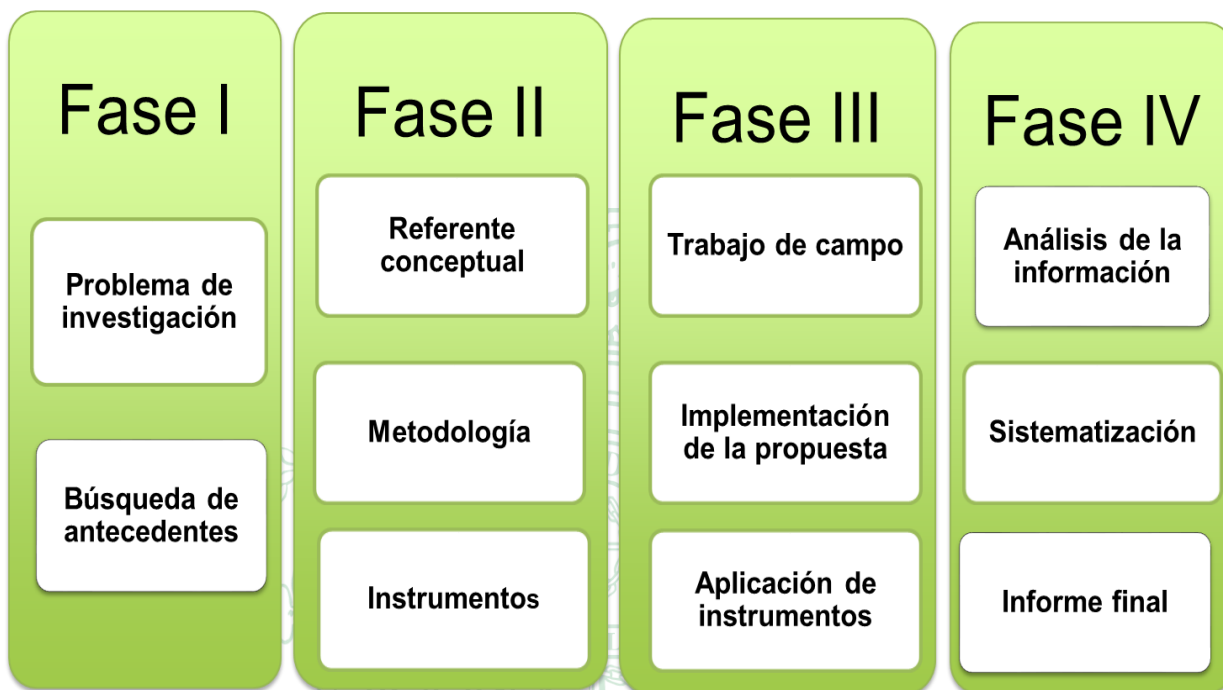 Fase I
Problema de
investigación
Búsqueda de
antecedentes
Fase II
Referente
conceptual
Metodología
Instrumentos
Fase III
Trabajo de campo
Implementación
de la propuesta
Aplicación de
instrumentos
Fase IV
Análisis de la
información
Sistematización
Informe final